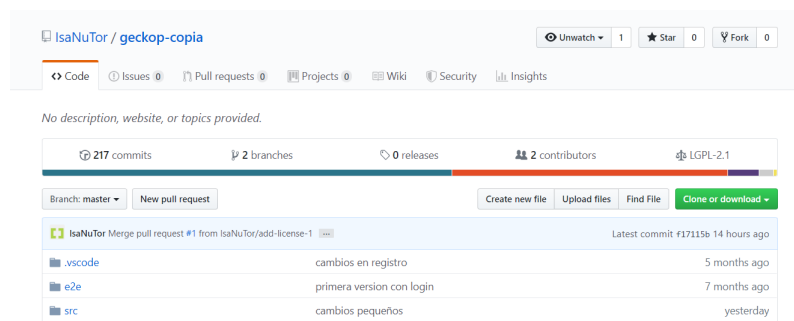 IsaNuTor / geckop-copia
Unwatch 1 Star 0 Fork 0
Code Issues 0 Pull requests 0 Projects 0 Wiki Security Insights
No description, website, or topics provided.
217 commits 2 branches 0 releases 2 contributors LGPL-2.1
Branch: master New pull request Create new file Upload files Find File Clone or download
IsaNuTor Merge pull request #1 from IsaNuTor/add-license-1 ... Latest commit f17115b 14 hours ago
.vscode cambios en registro 5 months ago
e2e primera version con login 7 months ago
src cambios pequeños yesterday